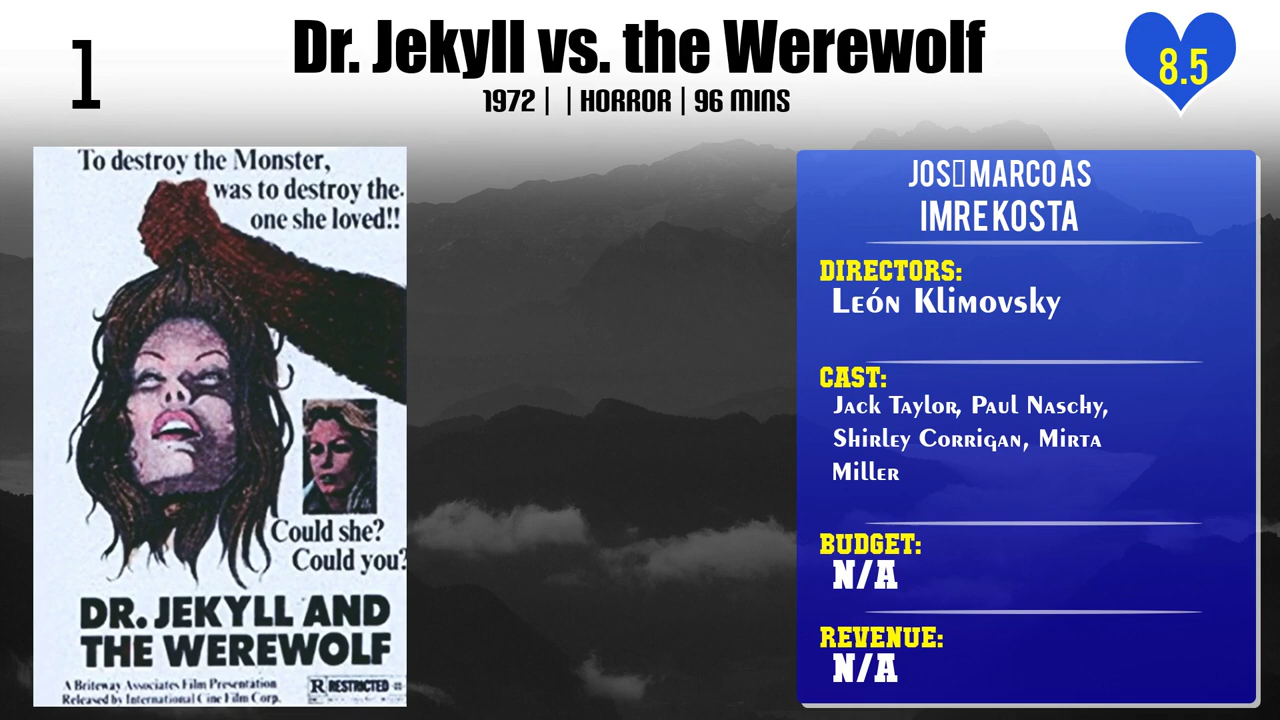 1
Dr. Jekyll vs. the Werewolf
1972 | | HORROR | 96 MINS
8.5
To destroy the Monster,
was to destroy the
one she loved!!
Could she?
Could you?
DR. JEKYLL AND
THE WEREWOLF
A Briteway Associates Film Presentation
Released by International Cine Film Corp.
R RESTRICTED
JOS▯ MARCO AS
IMRE KOSTA
DIRECTORS:
León Klimovsky
CAST:
Jack Taylor, Paul Naschy,
Shirley Corrigan, Mirta
Miller
BUDGET:
N/A
REVENUE:
N/A